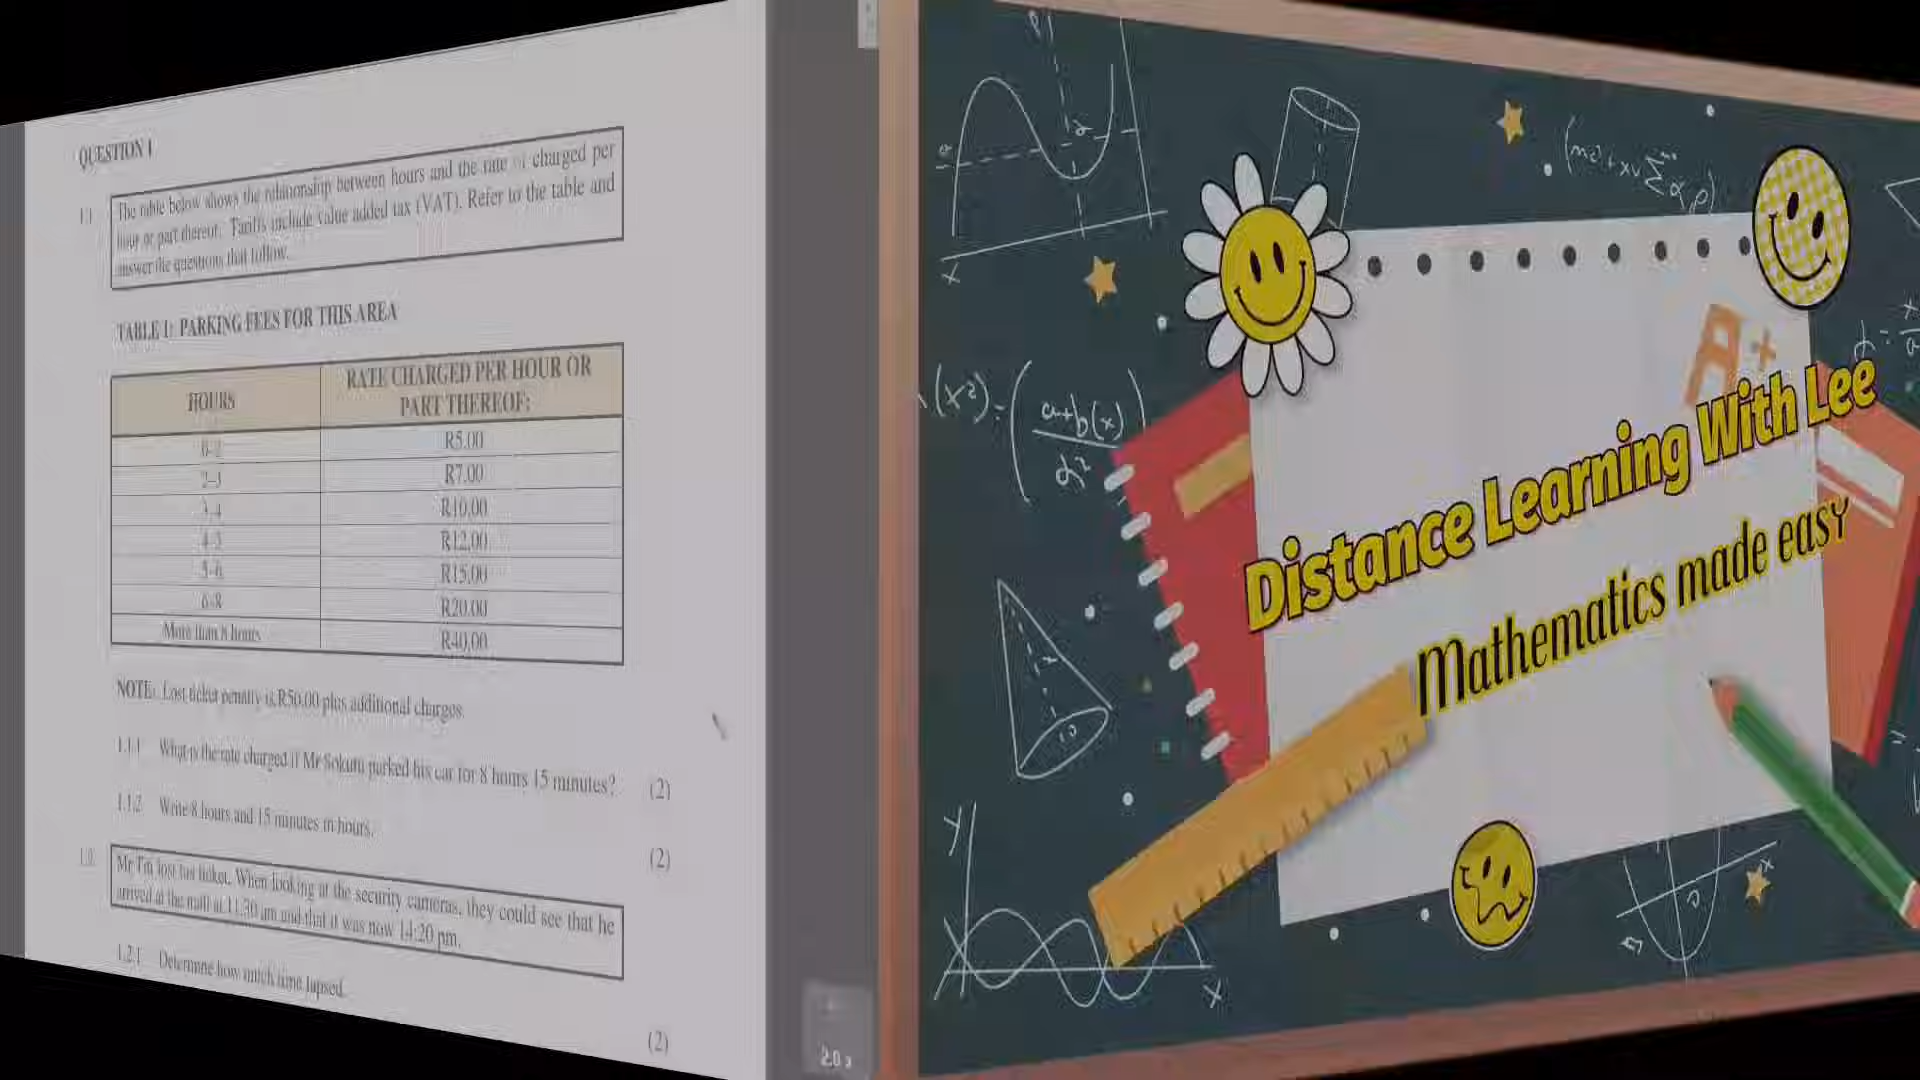 QUESTION 1
1.1 The table below shows the relationship between hours and the rate charged per
hour or part thereof. Tariffs include value added tax (VAT). Refer to the table and
answer the questions that follow.
TABLE 1: PARKING FEES FOR THIS AREA
HOURS
RATE CHARGED PER HOUR OR
PART THEREOF:
0-2 R5.00
2-3 R7.00
3-4 R10,00
4-5 R12,00
5-6 R15,00
6-8 R20.00
More than 8 hours R40,00
NOTE: Lost ticket penalty is R50.00 plus additional charges.
1.1.1 What is the rate charged if Mr Sokutu parked his car for 8 hours 15 minutes? (2)
1.1.2 Write 8 hours and 15 minutes in hours.
(2)
Mr lost his ticket. When looking at the security cameras, they could see that he
arrived at the mall at 11:30 am and that it was now 14:20 pm.
1.2.1 Determine how much time lapsed.
(2)
2.0
A+
Distance Learning With Lee
Mathematics made easy